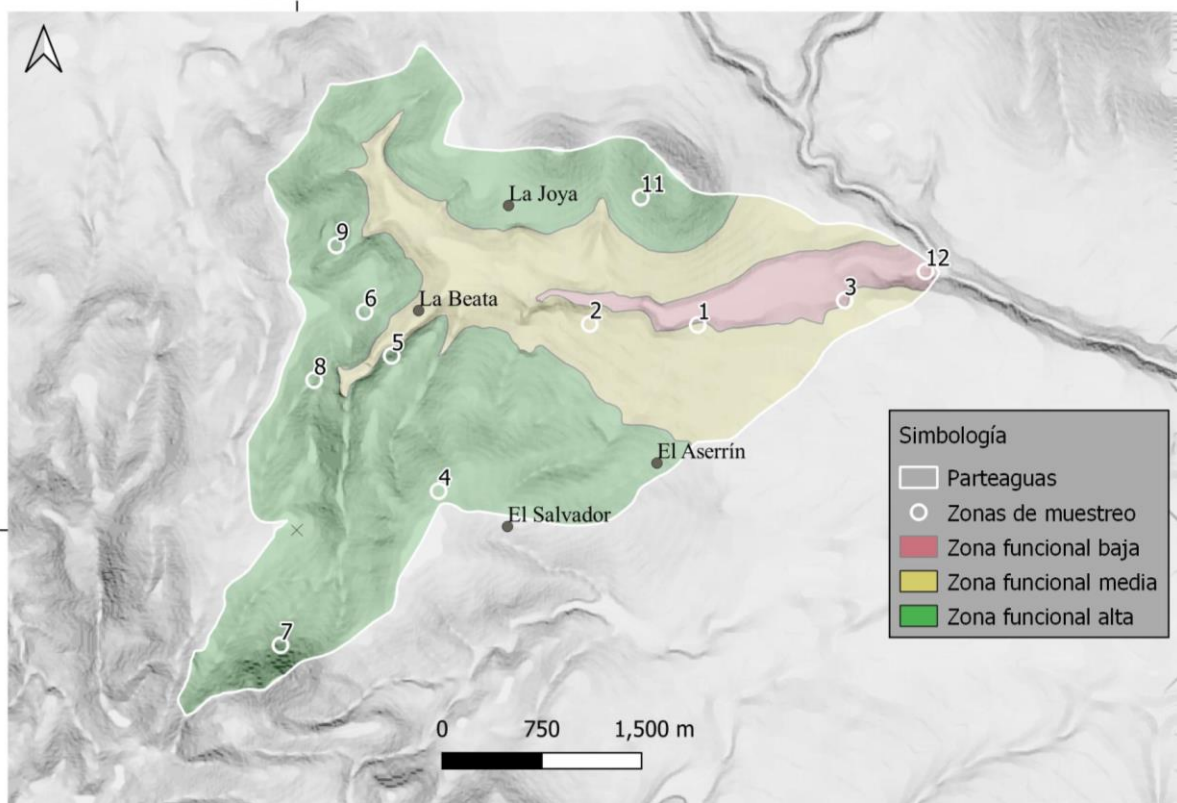 11
La Joya
9
12
6
La Beata
3
2
1
5
8
Simbología
El Aserrín
Parteaguas
4
El Salvador
Zonas de muestreo
Zona funcional baja
Zona funcional media
Zona funcional alta
7
0 750 1,500 m